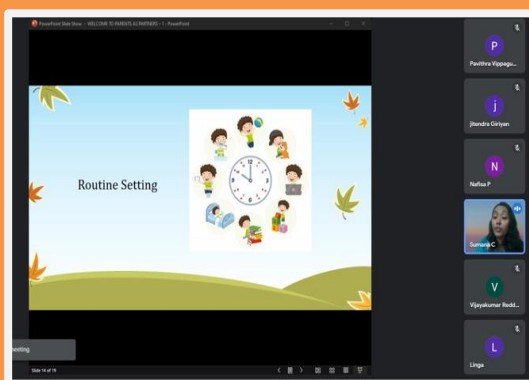 PowerPoint Slide Show - WELCOME TO PARENTS AS PARTNERS - 1 - PowerPoint
Routine Setting
12
Slide 14 of 19
P
Pavithra Vippagu...
j
jitendra Giriyan
N
Nafisa P
Sumana C
V
Vijayakumar Redd...
L
Linga